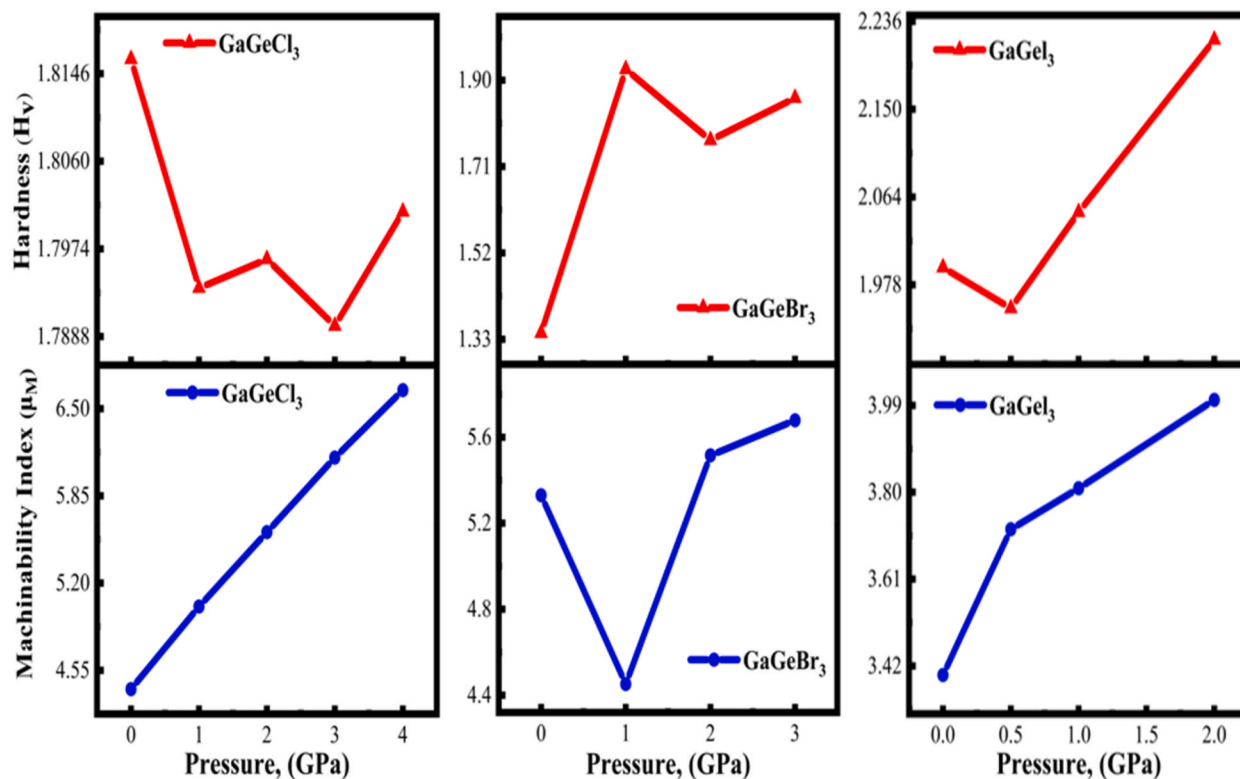 Hardness (Hv)
GaGeCl3
1.8146
1.8060
1.7974
1.7888
GaGeBr3
1.90
1.71
1.52
1.33
GaGeI3
2.236
2.150
2.064
1.978
Machinability Index (μM)
GaGeCl3
6.50
5.85
5.20
4.55
0 1 2 3 4
Pressure, (GPa)
GaGeBr3
5.6
5.2
4.8
4.4
0 1 2 3
Pressure, (GPa)
GaGeI3
3.99
3.80
3.61
3.42
0.0 0.5 1.0 1.5 2.0
Pressure, (GPa)